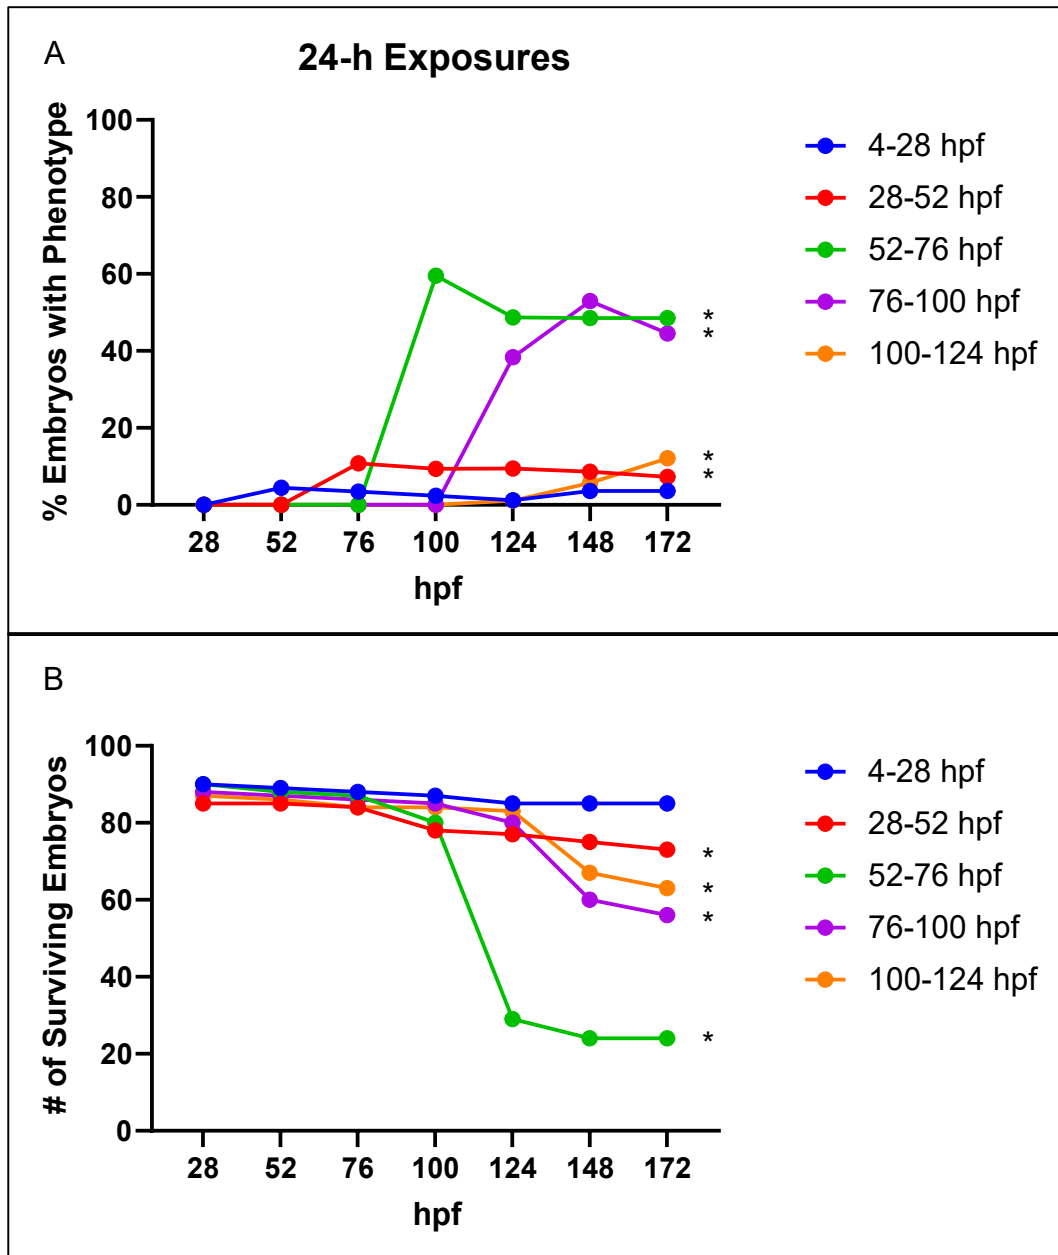 A
24-h Exposures
% Embryos with Phenotype
100
80
60
40
20
0
28 52 76 100 124 148 172
hpf
*
*
*
*
4-28 hpf
28-52 hpf
52-76 hpf
76-100 hpf
100-124 hpf
B
# of Surviving Embryos
100
80
60
40
20
0
28 52 76 100 124 148 172
hpf
*
*
*
*
4-28 hpf
28-52 hpf
52-76 hpf
76-100 hpf
100-124 hpf